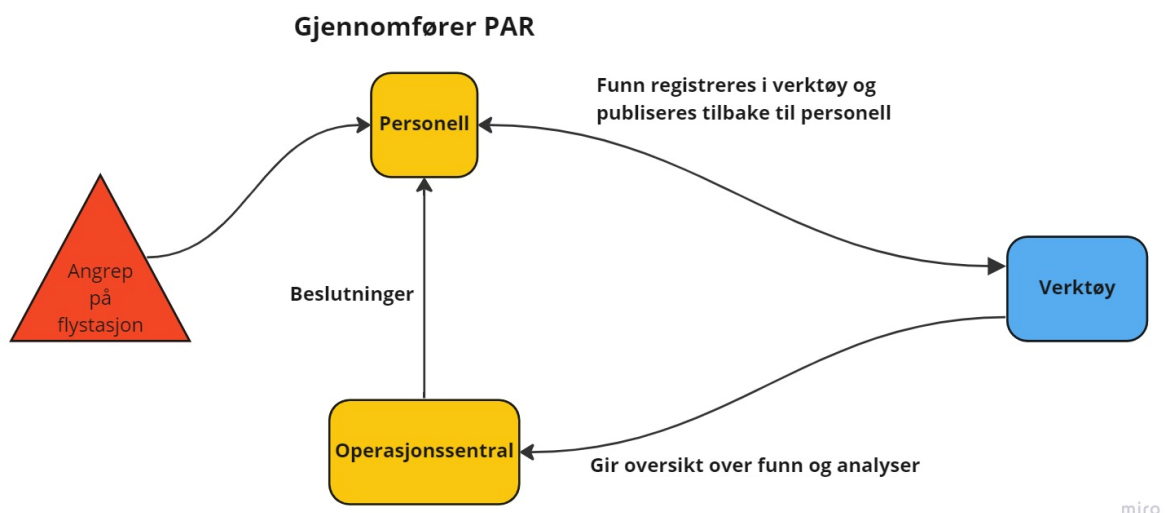 Gjennomfører PAR
Personell
Funn registreres i verktøy og
publiseres tilbake til personell
Angrep
på
flystasjon
Beslutninger
Verktøy
Operasjonssentral
Gir oversikt over funn og analyser
miro